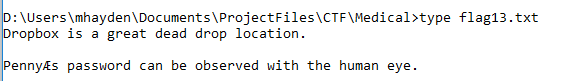 D:\Users\mhayden\Documents\ProjectFiles\CTF\Medical>type flag13.txt
Dropbox is a great dead drop location.
PennyÆs password can be observed with the human eye.